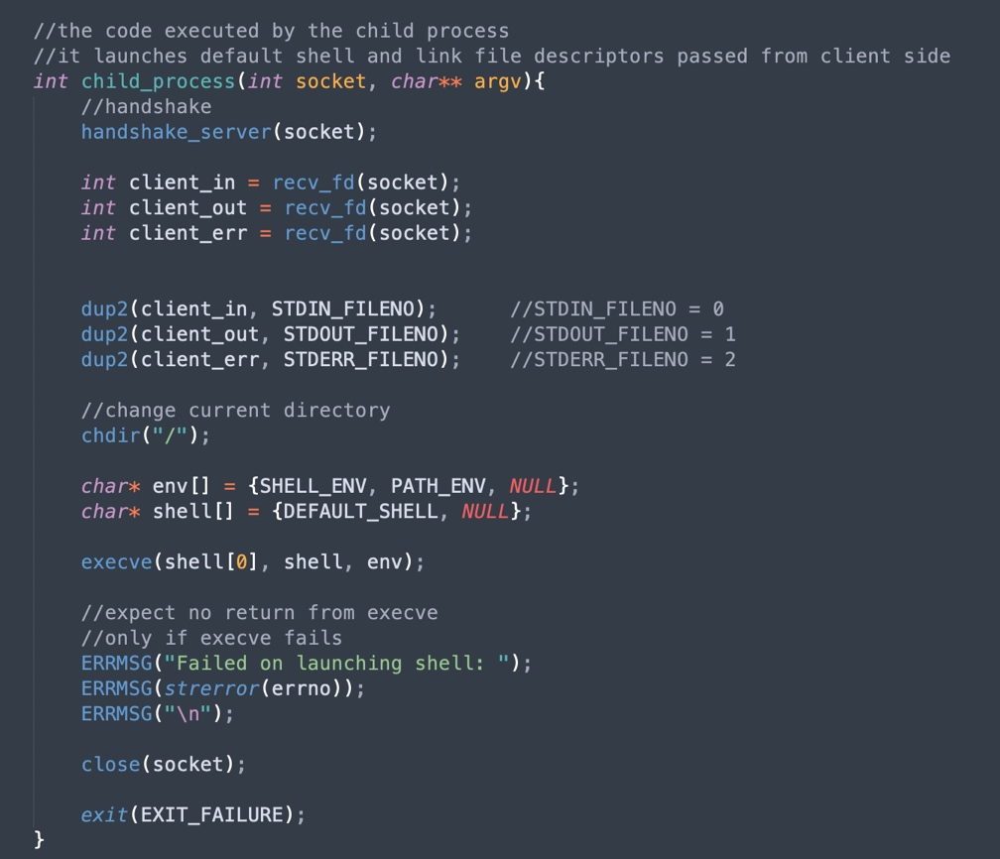 //the code executed by the child process
//it launches default shell and link file descriptors passed from client side
int child_process(int socket, char** argv){
    //handshake
    handshake_server(socket);

    int client_in = recv_fd(socket);
    int client_out = recv_fd(socket);
    int client_err = recv_fd(socket);


    dup2(client_in, STDIN_FILENO);      //STDIN_FILENO = 0
    dup2(client_out, STDOUT_FILENO);    //STDOUT_FILENO = 1
    dup2(client_err, STDERR_FILENO);    //STDERR_FILENO = 2

    //change current directory
    chdir("/");

    char* env[] = {SHELL_ENV, PATH_ENV, NULL};
    char* shell[] = {DEFAULT_SHELL, NULL};

    execve(shell[0], shell, env);

    //expect no return from execve
    //only if execve fails
    ERRMSG("Failed on launching shell: ");
    ERRMSG(strerror(errno));
    ERRMSG("\n");

    close(socket);

    exit(EXIT_FAILURE);
}